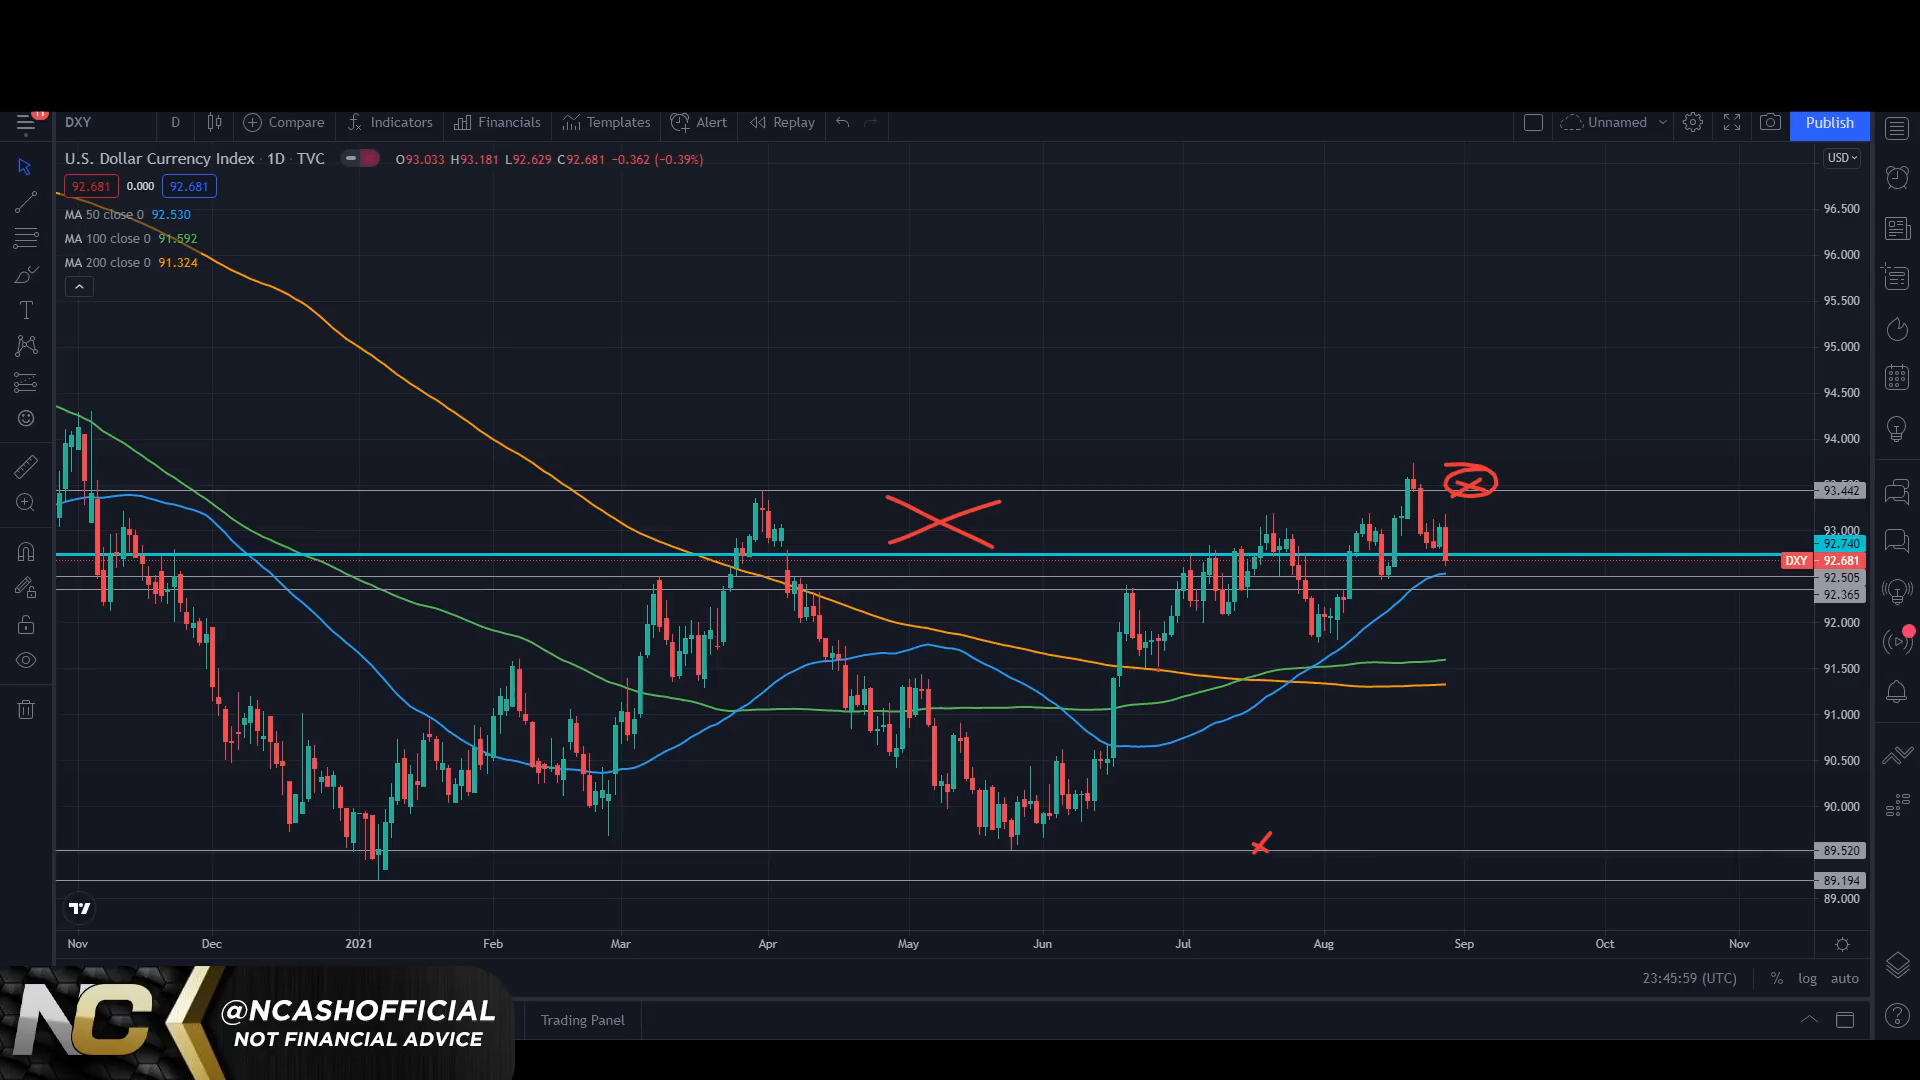 11
DXY D Compare Indicators Financials Templates Alert Replay Unnamed Publish
U.S. Dollar Currency Index · 1D · TVC O93.033 H93.181 L92.629 C92.681 −0.362 (−0.39%) USD
92.681 0.000 92.681
MA 50 close 0 92.530
MA 100 close 0 91.592
MA 200 close 0 91.324
96.500
96.000
95.500
95.000
94.500
94.000
93.442
93.000
92.740
DXY 92.681
92.505
92.365
92.000
91.500
91.000
90.500
90.000
89.520
89.194
89.000
Nov Dec 2021 Feb Mar Apr May Jun Jul Aug Sep Oct Nov
23:45:59 (UTC) % log auto
NC @NCASHOFFICIAL
NOT FINANCIAL ADVICE
Trading Panel